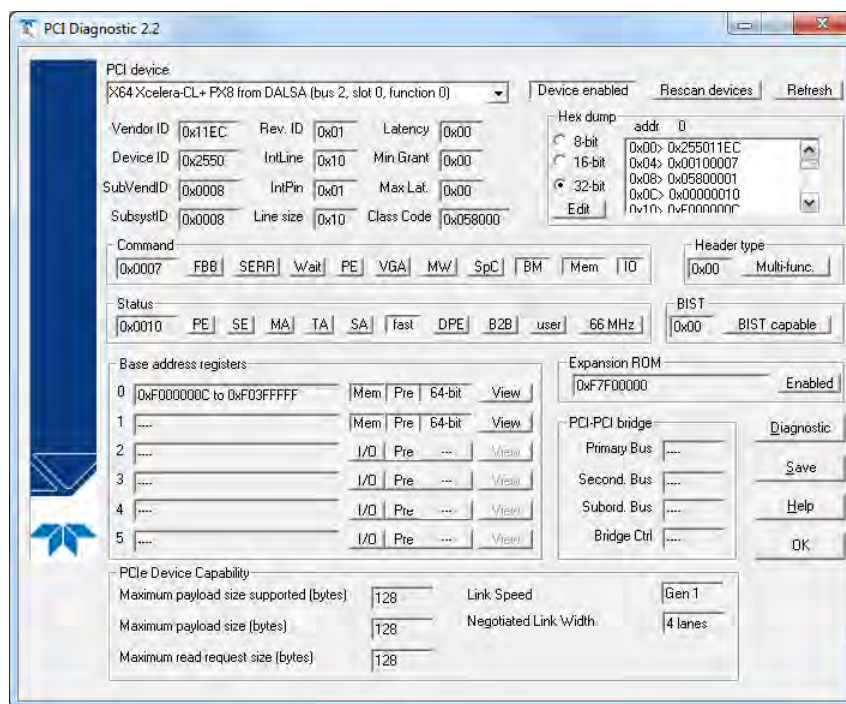 PCI Diagnostic 2.2
PCI device
X64 Xcelera-CL+ PX8 from DALSA (bus 2, slot 0, function 0) Device enabled Rescan devices Refresh
Vendor ID 0x11EC Rev. ID 0x01 Latency 0x00
Device ID 0x2550 IntLine 0x10 Min Grant 0x00
SubVendID 0x0008 IntPin 0x01 Max Lat. 0x00
SubsystID 0x0008 Line size 0x10 Class Code 0x058000
Hex dump
addr 0
8-bit
16-bit
32-bit
Edit
0x00> 0x255011EC
0x04> 0x00100007
0x08> 0x05800001
0x0C> 0x00000010
0x10> 0xF000000C
Command
0x0007 FBB SERR Wait PE VGA MW SpC BM Mem IO
Header type
0x00 Multi-func.
Status
0x0010 PE SE MA TA SA fast DPE B2B user 66 MHz
BIST
0x00 BIST capable
Base address registers
0 0xF000000C to 0xF03FFFFF Mem Pre 64-bit View
1 .... Mem Pre 64-bit View
2 .... I/O Pre --- View
3 .... I/O Pre --- View
4 .... I/O Pre --- View
5 .... I/O Pre --- View
Expansion ROM
0xF7F00000 Enabled
PCI-PCI bridge
Primary Bus ....
Second. Bus ....
Subord. Bus ....
Bridge Ctrl ....
Diagnostic
Save
Help
OK
PCIe Device Capability
Maximum payload size supported (bytes) 128 Link Speed Gen 1
Maximum payload size (bytes) 128 Negotiated Link Width 4 lanes
Maximum read request size (bytes) 128